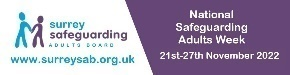 surrey
safeguarding
ADULTS BOARD
www.surreysab.org.uk
National
Safeguarding
Adults Week
21st-27th November 2022